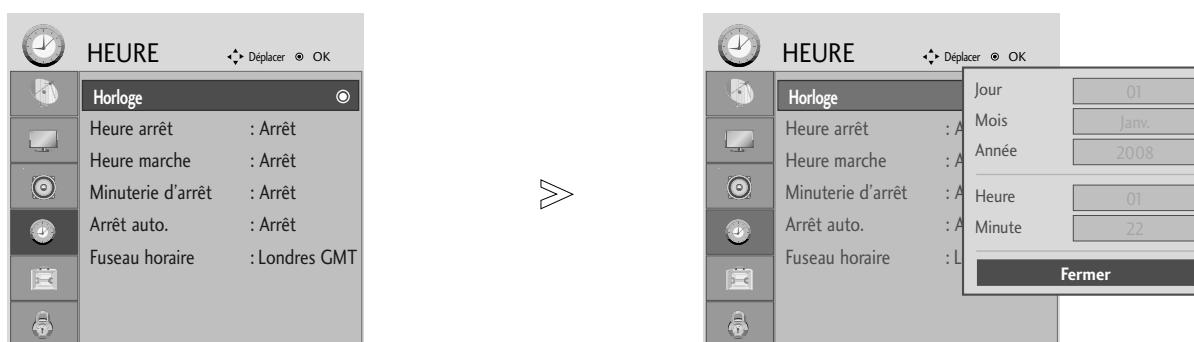 HEURE Déplacer OK
Horloge
Heure arrêt : Arrêt
Heure marche : Arrêt
Minuterie d'arrêt : Arrêt
Arrêt auto. : Arrêt
Fuseau horaire : Londres GMT
HEURE Déplacer OK
Horloge
Heure arrêt : A
Heure marche : A
Minuterie d'arrêt : A
Arrêt auto. : A
Fuseau horaire : L
Jour 01
Mois Janv.
Année 2008
Heure 01
Minute 22
Fermer